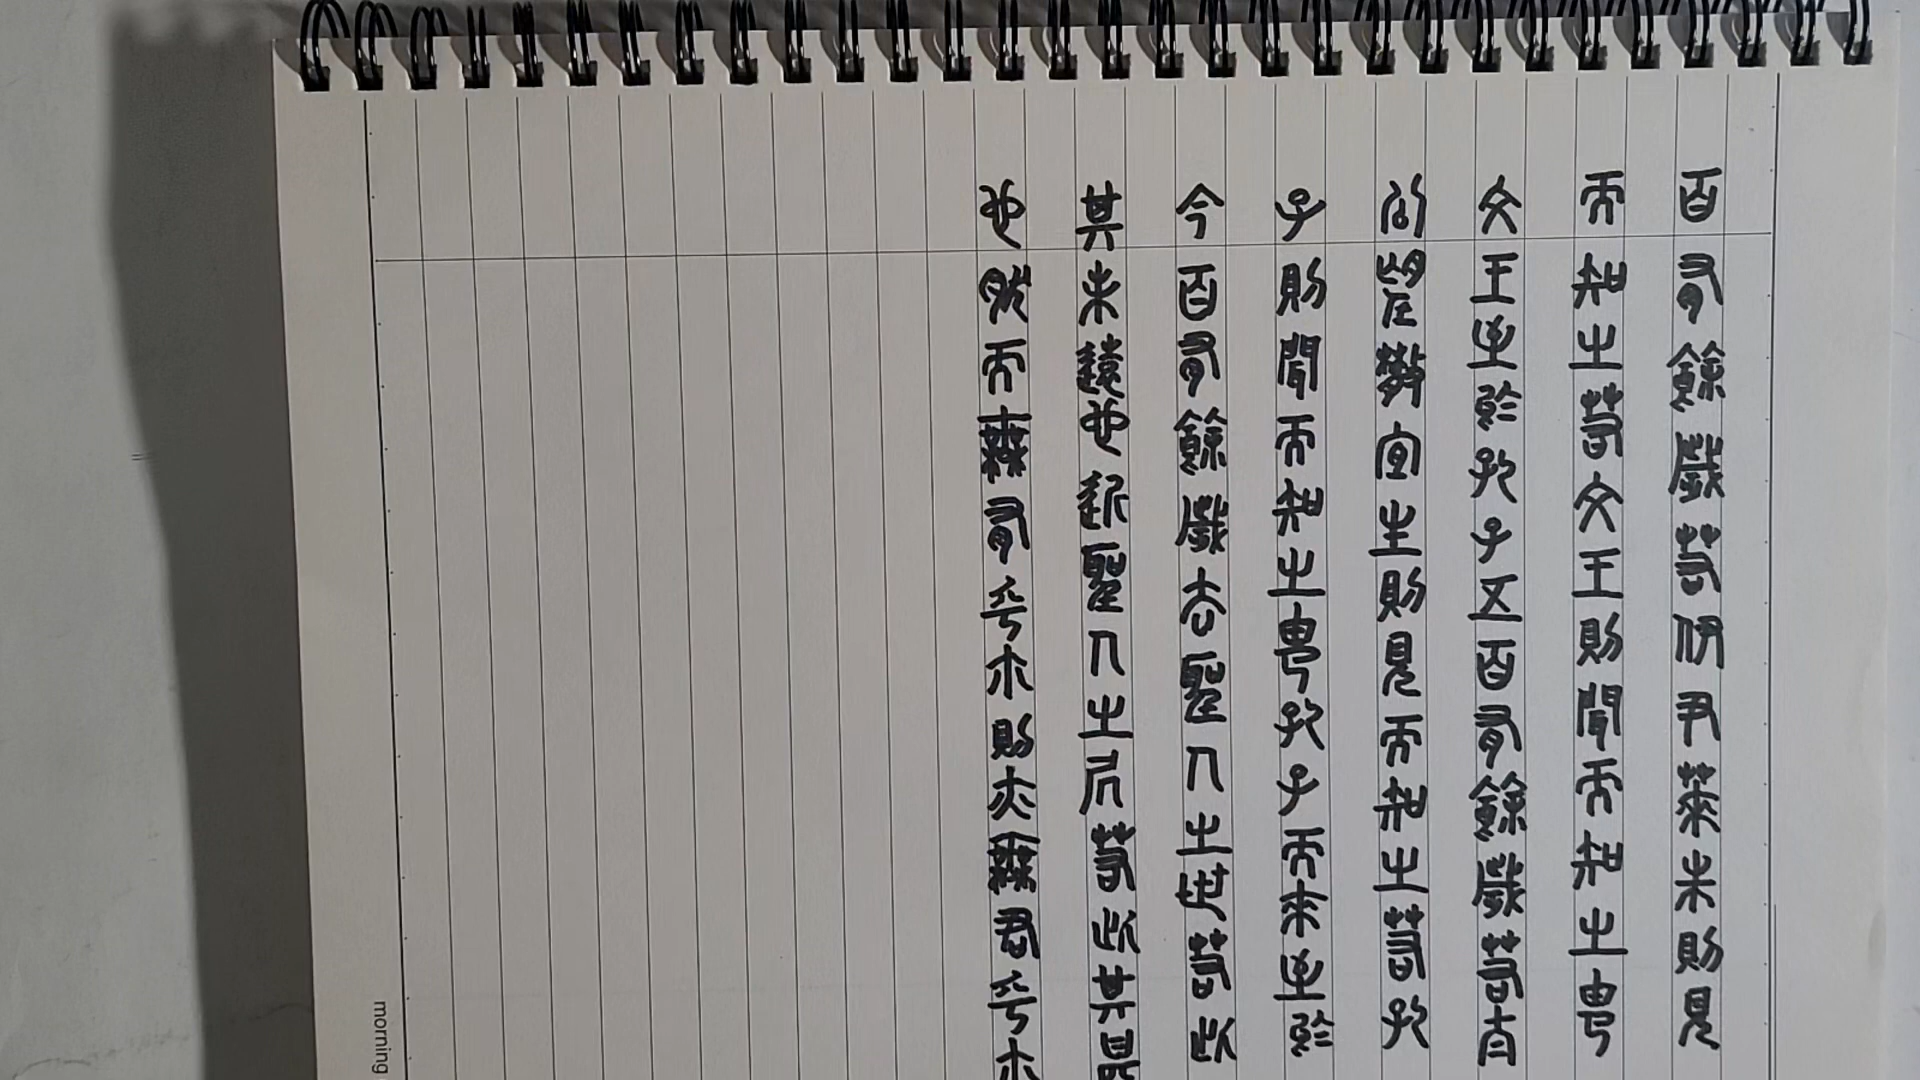 百有餘歲若伊尹萊朱則見
而知之若文王則聞而知之由
文王至於孔子五百有餘歲若太
公望散宜生則見而知之若孔
子則聞而知之由孔子而來至於
今百有餘歲去聖人之世若此
其未遠也近聖人之居若此其甚
也然而無有乎尔則亦無有乎尔
morning